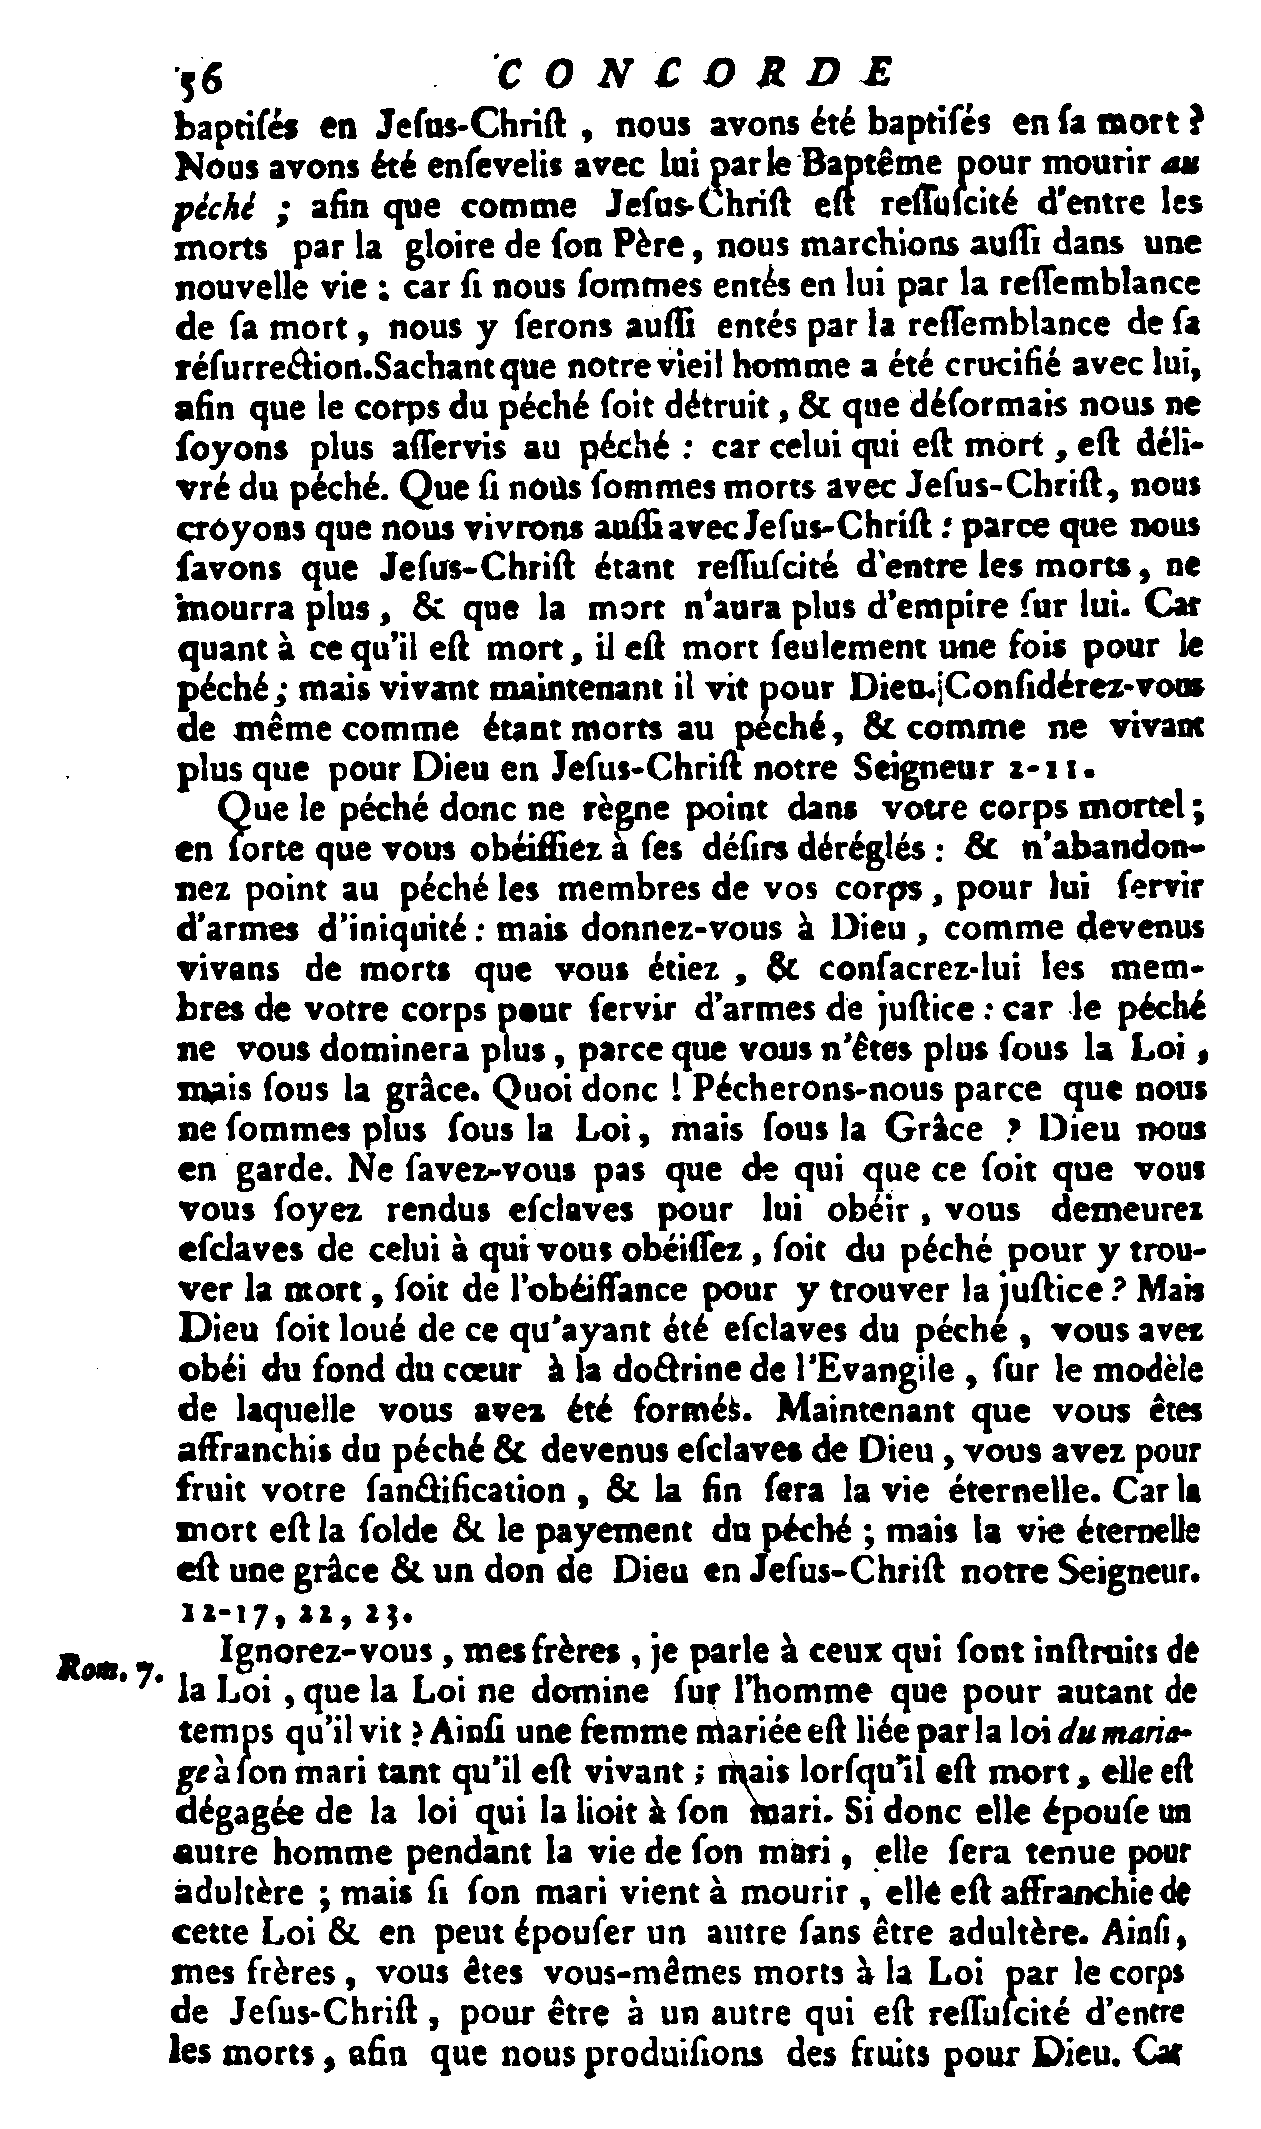 56 CONCORDE
baptiſés en Jeſus-Chriſt , nous avons été baptiſés en ſa mort ?
Nous avons été enſevelis avec lui par le Baptême pour mourir au
péché ; afin que comme Jeſus-Chriſt eſt reſſuſcité d'entre les
morts par la gloire de ſon Père, nous marchions auſſi dans une
nouvelle vie : car ſi nous ſommes entés en lui par la reſſemblance
de ſa mort , nous y ſerons auſſi entés par la reſſemblance de ſa
réſurrection. Sachant que notre vieil homme a été crucifié avec lui,
afin que le corps du péché ſoit détruit , & que déſormais nous ne
ſoyons plus aſſervis au péché : car celui qui eſt mort , eſt déli-
vré du péché. Que ſi nous ſommes morts avec Jeſus-Chriſt, nous
croyons que nous vivrons auſſi avec Jeſus-Chriſt : parce que nous
ſavons que Jeſus-Chriſt étant reſſuſcité d'entre les morts , ne
mourra plus , & que la mort n'aura plus d'empire ſur lui. Car
quant à ce qu'il eſt mort , il eſt mort ſeulement une fois pour le
péché ; mais vivant maintenant il vit pour Dieu. Conſidérez-vous
de même comme étant morts au péché, & comme ne vivant
plus que pour Dieu en Jeſus-Chriſt notre Seigneur 2-11.
Que le péché donc ne règne point dans votre corps mortel ;
en ſorte que vous obéiſſiez à ſes déſirs déréglés : & n'abandon-
nez point au péché les membres de vos corps , pour lui ſervir
d'armes d'iniquité : mais donnez-vous à Dieu , comme devenus
vivans de morts que vous étiez , & conſacrez-lui les mem-
bres de votre corps pour ſervir d'armes de juſtice : car le péché
ne vous dominera plus , parce que vous n'êtes plus ſous la Loi ,
mais ſous la grâce. Quoi donc ! Pécherons-nous parce que nous
ne ſommes plus ſous la Loi, mais ſous la Grâce ? Dieu nous
en garde. Ne ſavez-vous pas que de qui que ce ſoit que vous
vous ſoyez rendus eſclaves pour lui obéir , vous demeurez
eſclaves de celui à qui vous obéiſſez , ſoit du péché pour y trou-
ver la mort , ſoit de l'obéiſſance pour y trouver la juſtice ? Mais
Dieu ſoit loué de ce qu'ayant été eſclaves du péché , vous avez
obéi du fond du cœur à la doctrine de l'Evangile , ſur le modèle
de laquelle vous avez été formés. Maintenant que vous êtes
affranchis du péché & devenus eſclaves de Dieu , vous avez pour
fruit votre ſanctification , & la fin ſera la vie éternelle. Car la
mort eſt la ſolde & le payement du péché ; mais la vie éternelle
eſt une grâce & un don de Dieu en Jeſus-Chriſt notre Seigneur.
12-17, 22, 23.
Rom. 7. Ignorez-vous , mes frères , je parle à ceux qui ſont inſtruits de
la Loi , que la Loi ne domine ſur l'homme que pour autant de
temps qu'il vit ? Ainſi une femme mariée eſt liée par la loi du maria-
ge à ſon mari tant qu'il eſt vivant ; mais lorſqu'il eſt mort , elle eſt
dégagée de la loi qui la lioit à ſon mari. Si donc elle épouſe un
autre homme pendant la vie de ſon mari , elle ſera tenue pour
adultère ; mais ſi ſon mari vient à mourir , elle eſt affranchie de
cette Loi & en peut épouſer un autre ſans être adultère. Ainſi,
mes frères , vous êtes vous-mêmes morts à la Loi par le corps
de Jeſus-Chriſt , pour être à un autre qui eſt reſſuſcité d'entre
les morts , afin que nous produiſions des fruits pour Dieu. Car